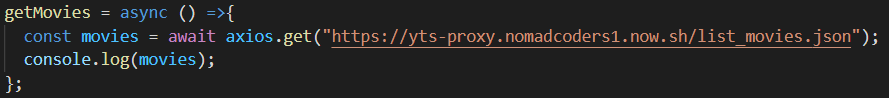 getMovies = async () =>{
const movies = await axios.get("https://yts-proxy.nomadcoders1.now.sh/list_movies.json");
console.log(movies);
};